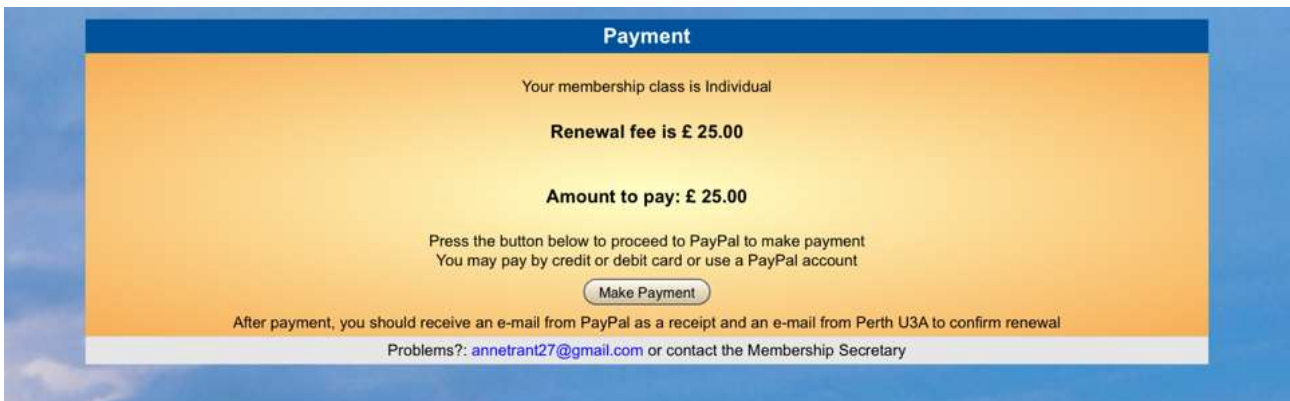 Payment
Your membership class is Individual
Renewal fee is £ 25.00
Amount to pay: £ 25.00
Press the button below to proceed to PayPal to make payment
You may pay by credit or debit card or use a PayPal account
Make Payment
After payment, you should receive an e-mail from PayPal as a receipt and an e-mail from Perth U3A to confirm renewal
Problems?: annetrant27@gmail.com or contact the Membership Secretary